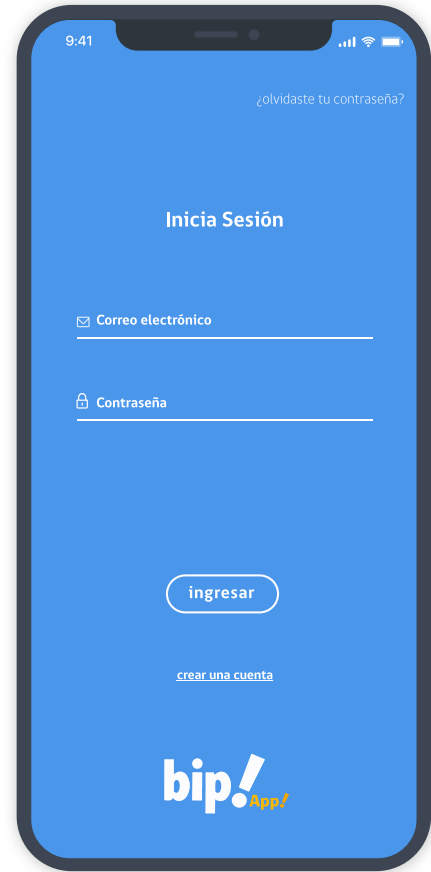 9:41
¿olvidaste tu contraseña?
Inicia Sesión
Correo electrónico
Contraseña
ingresar
crear una cuenta
bip!
App!